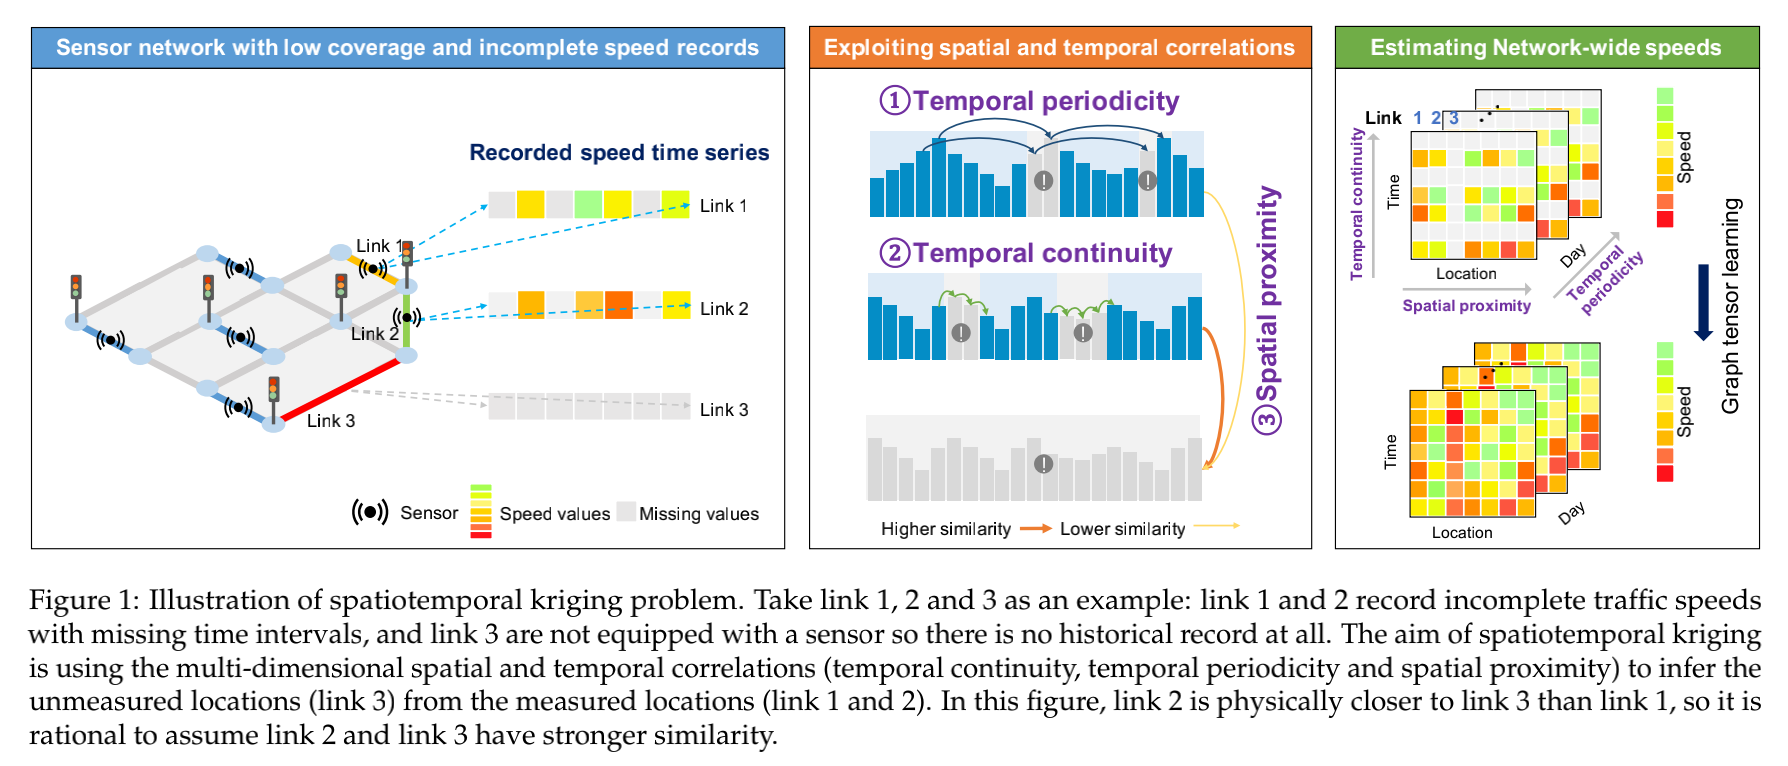 Sensor network with low coverage and incomplete speed records
Recorded speed time series
Link 1
Link 1
Link 2
Link 2
Link 3
Link 3
Sensor
Speed values
Missing values
Exploiting spatial and temporal correlations
① Temporal periodicity
② Temporal continuity
③ Spatial proximity
Higher similarity
Lower similarity
Estimating Network-wide speeds
Link 1 2 3
Temporal continuity
Time
Location
Spatial proximity
Day
Temporal periodicity
Speed
Graph tensor learning
Time
Location
Day
Speed
Figure 1: Illustration of spatiotemporal kriging problem. Take link 1, 2 and 3 as an example: link 1 and 2 record incomplete traffic speeds
with missing time intervals, and link 3 are not equipped with a sensor so there is no historical record at all. The aim of spatiotemporal kriging
is using the multi-dimensional spatial and temporal correlations (temporal continuity, temporal periodicity and spatial proximity) to infer the
unmeasured locations (link 3) from the measured locations (link 1 and 2). In this figure, link 2 is physically closer to link 3 than link 1, so it is
rational to assume link 2 and link 3 have stronger similarity.